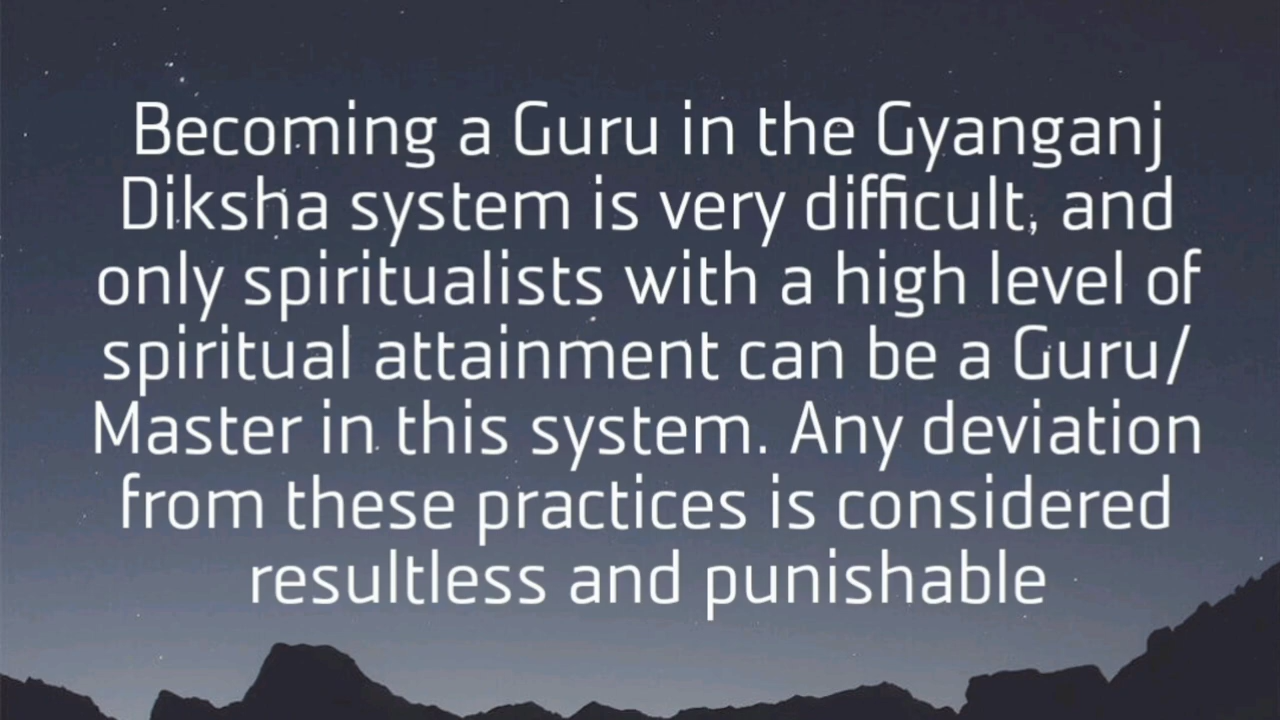 Becoming a Guru in the Gyanganj
Diksha system is very difficult, and
only spiritualists with a high level of
spiritual attainment can be a Guru/
Master in this system. Any deviation
from these practices is considered
resultless and punishable